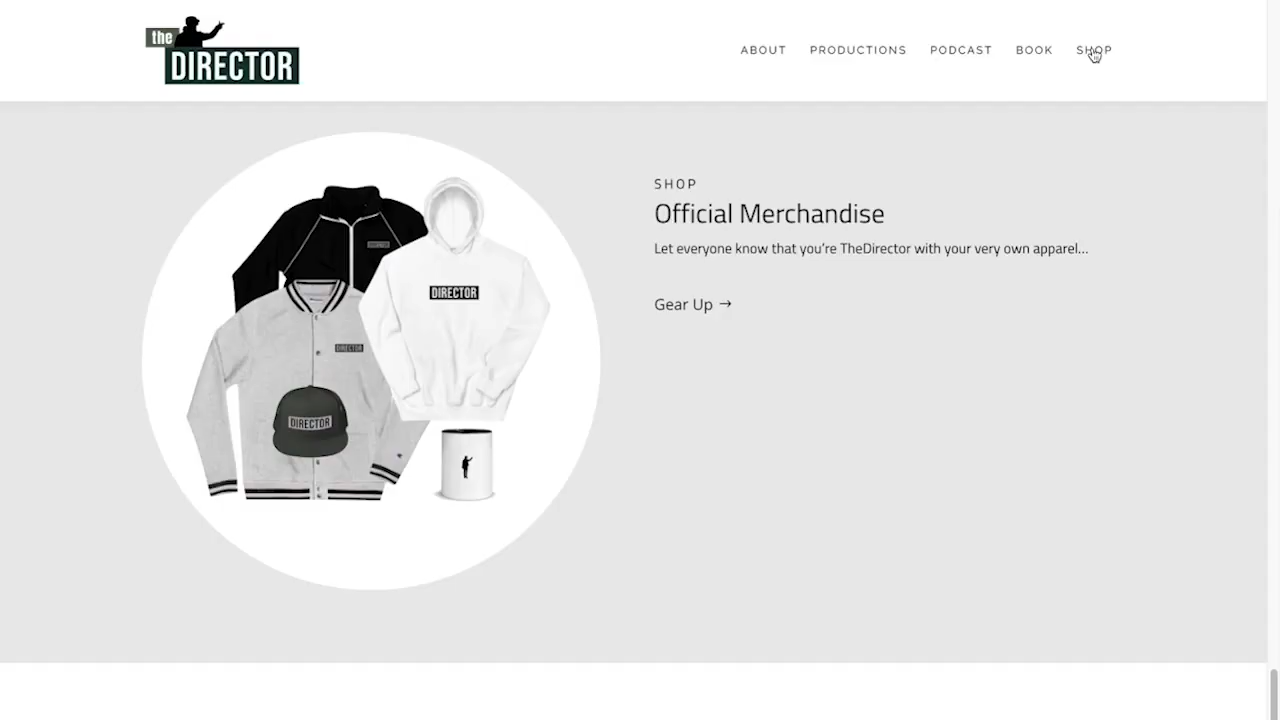 the
DIRECTOR
ABOUT PRODUCTIONS PODCAST BOOK SHOP
SHOP
Official Merchandise
Let everyone know that you're TheDirector with your very own apparel...
Gear Up →
DIRECTOR
DIRECTOR
DIRECTOR